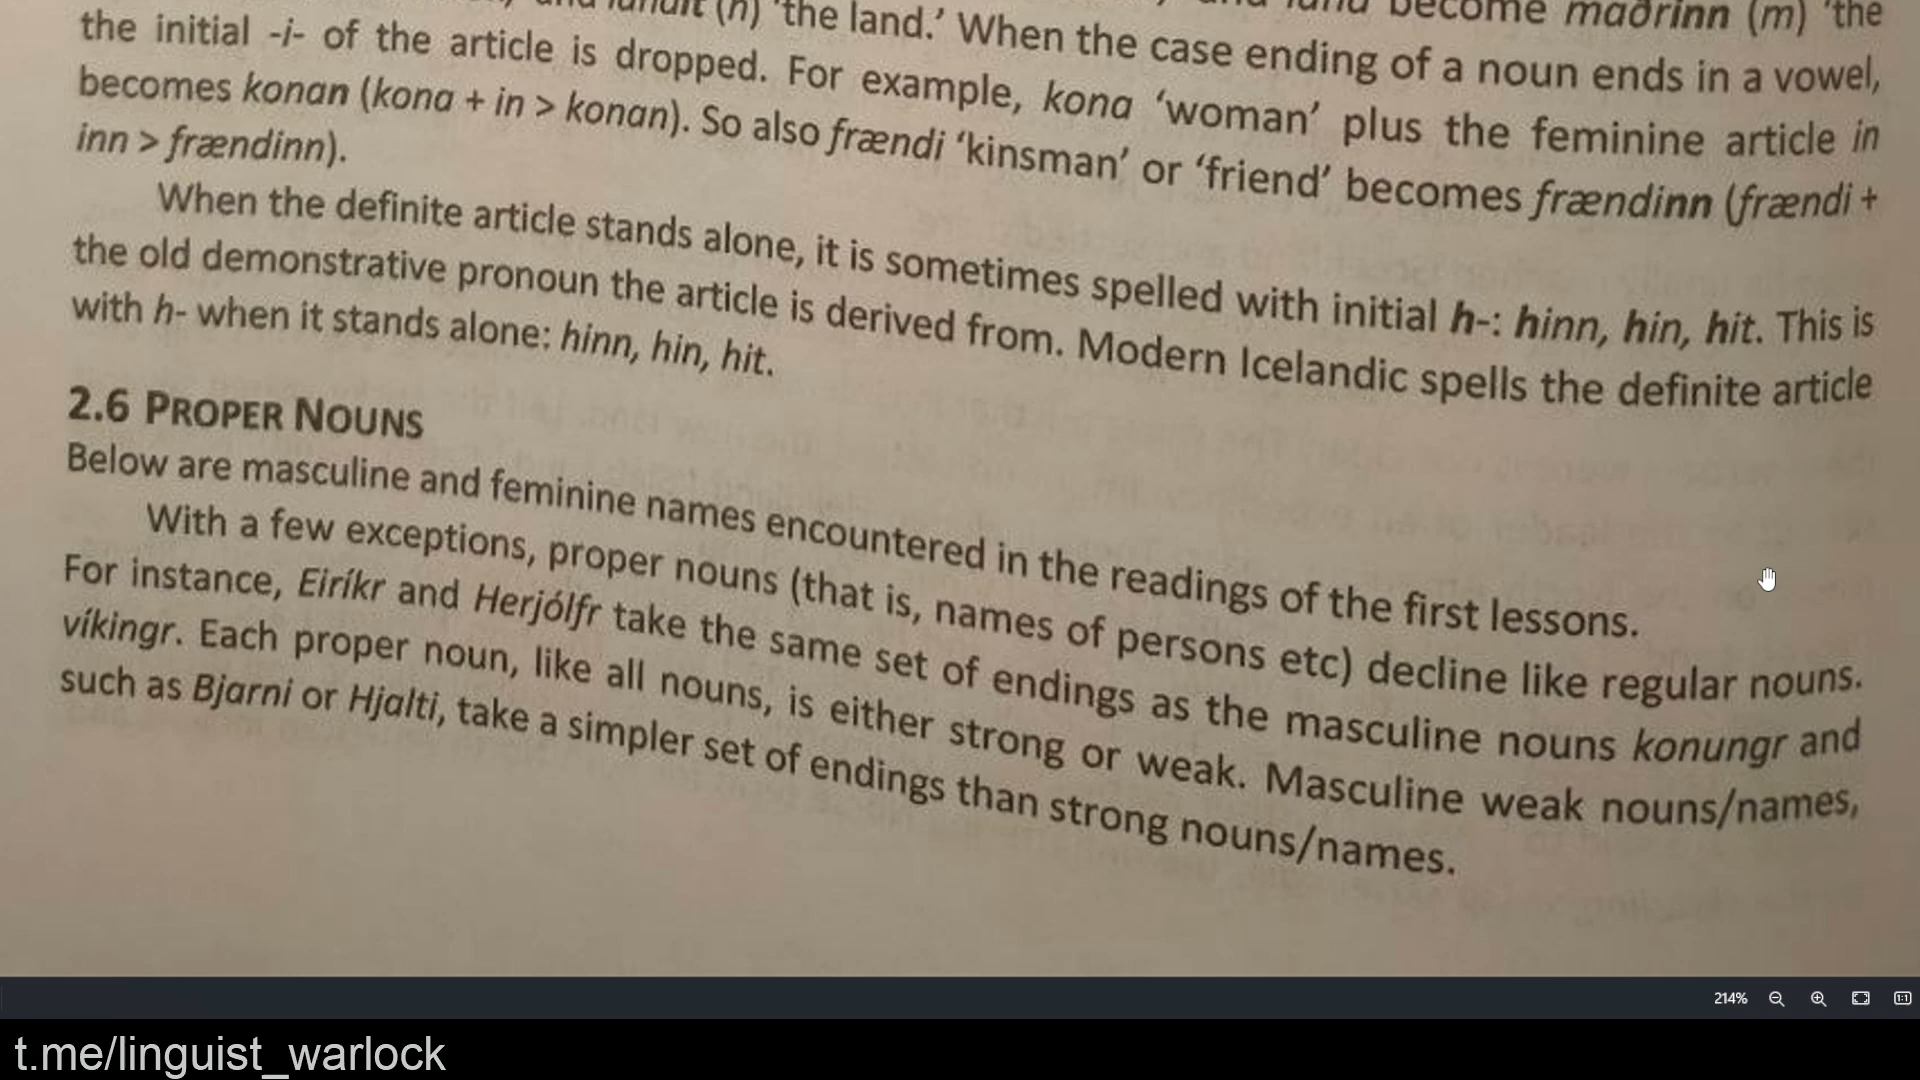 become maðrinn (m) 'the
landit (n) 'the land.' When the case ending of a noun ends in a vowel,
the initial -i- of the article is dropped. For example, kona 'woman' plus the feminine article in
becomes konan (kona + in > konan). So also frændi 'kinsman' or 'friend' becomes frændinn (frændi +
inn > frændinn).
When the definite article stands alone, it is sometimes spelled with initial h-: hinn, hin, hit. This is
the old demonstrative pronoun the article is derived from. Modern Icelandic spells the definite article
with h- when it stands alone: hinn, hin, hit.
2.6 PROPER NOUNS
Below are masculine and feminine names encountered in the readings of the first lessons.
With a few exceptions, proper nouns (that is, names of persons etc) decline like regular nouns.
For instance, Eiríkr and Herjólfr take the same set of endings as the masculine nouns konungr and
víkingr. Each proper noun, like all nouns, is either strong or weak. Masculine weak nouns/names,
such as Bjarni or Hjalti, take a simpler set of endings than strong nouns/names.
214%
1:1
t.me/linguist_warlock